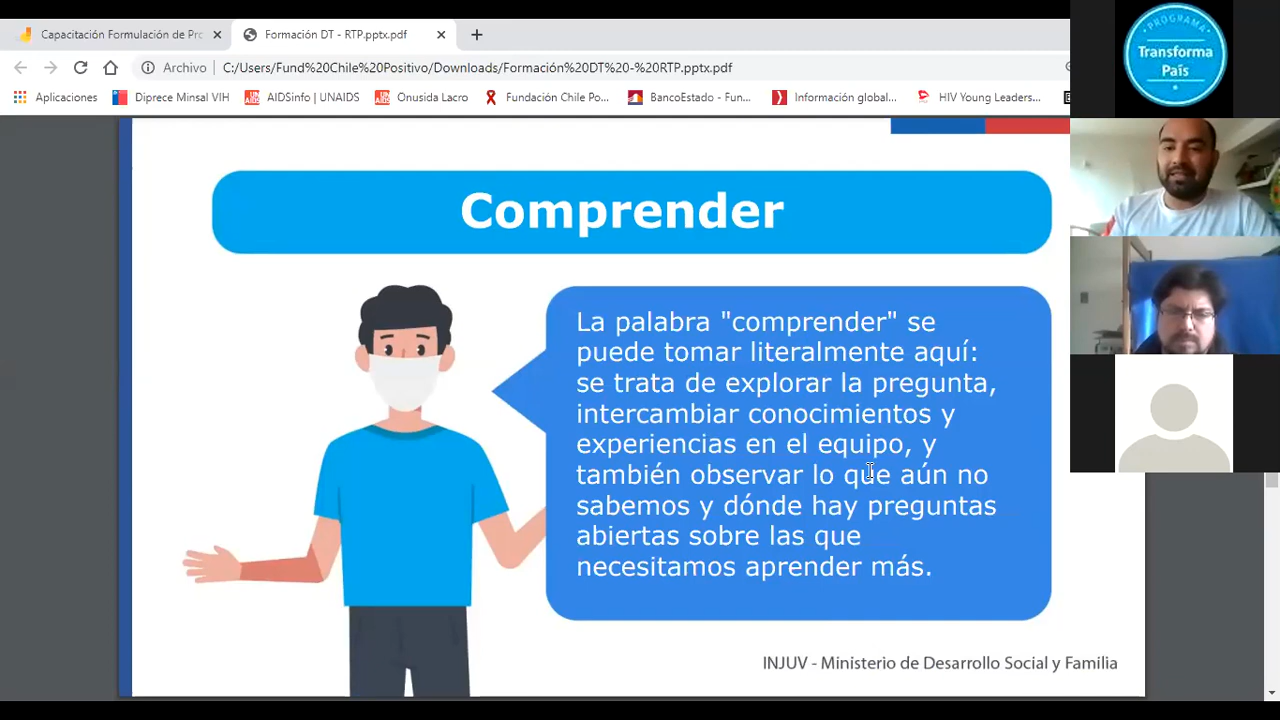 Capacitación Formulación de Pro
Formación DT - RTP.pptx.pdf
Archivo
C:/Users/Fund%20Chile%20Positivo/Downloads/Formación%20DT%20-%20RTP.pptx.pdf
Aplicaciones
Diprece Minsal VIH
AIDSinfo | UNAIDS
Onusida Lacro
Fundación Chile Po...
BancoEstado - Fun...
Información global...
HIV Young Leaders...
PROGRAMA
Transforma
País
Comprender
La palabra "comprender" se
puede tomar literalmente aquí:
se trata de explorar la pregunta,
intercambiar conocimientos y
experiencias en el equipo, y
también observar lo que aún no
sabemos y dónde hay preguntas
abiertas sobre las que
necesitamos aprender más.
INJUV - Ministerio de Desarrollo Social y Familia